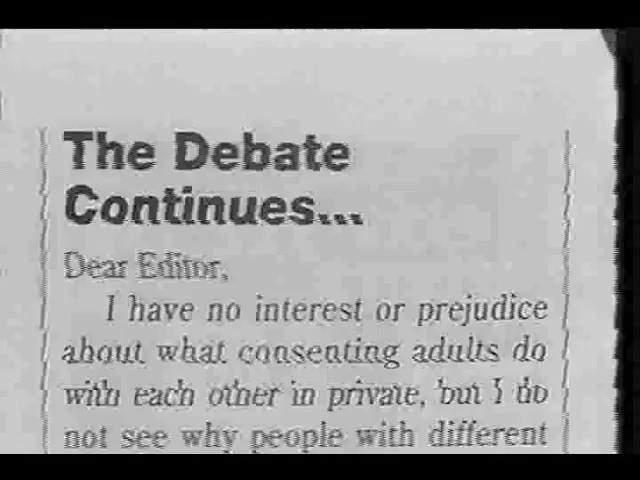 The Debate
Continues...
Dear Editor,
I have no interest or prejudice
about what consenting adults do
with each other in private, but I do
not see why people with different